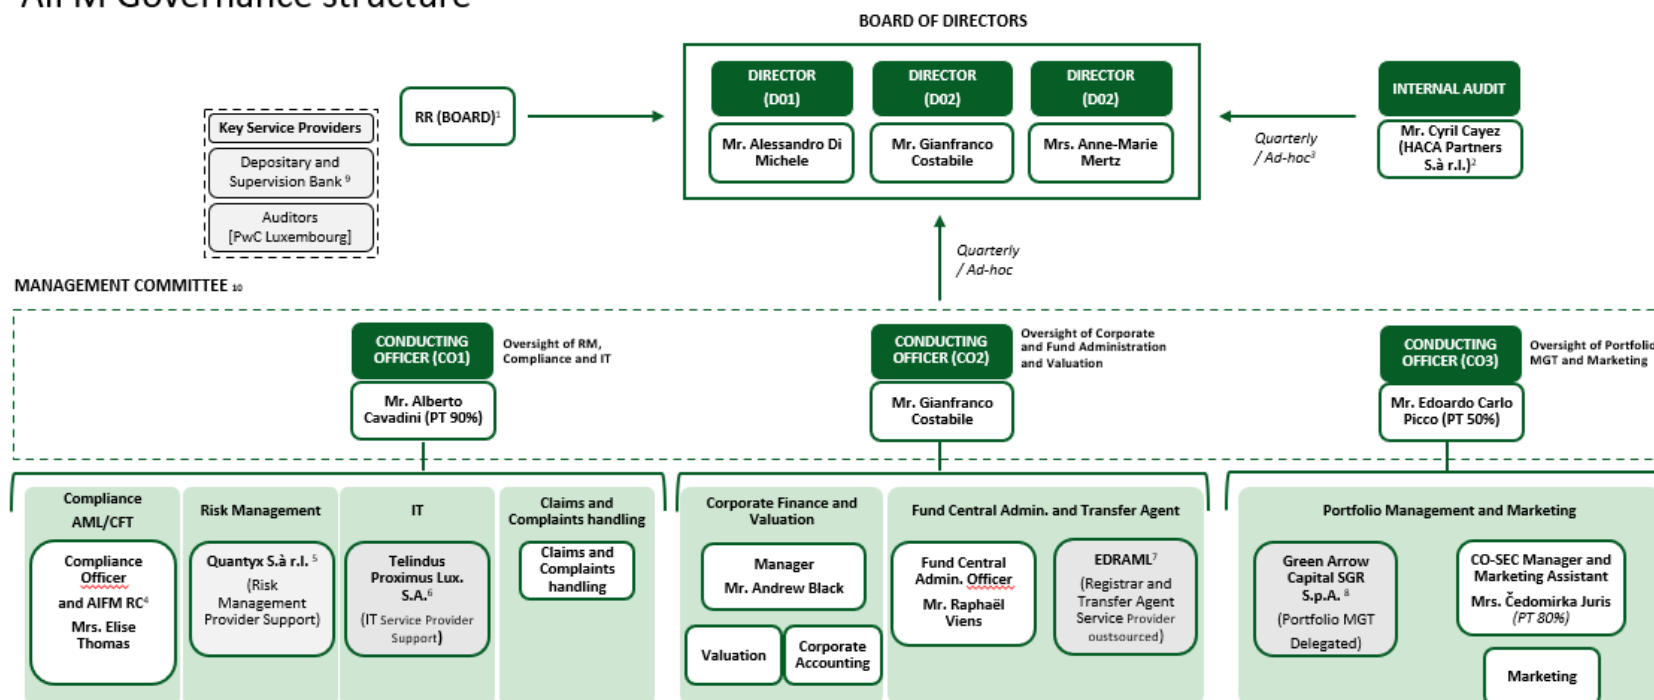 AIFM Governance structure
BOARD OF DIRECTORS
DIRECTOR
(D01)
Mr. Alessandro Di
Michele
DIRECTOR
(D02)
Mr. Gianfranco
Costabile
DIRECTOR
(D02)
Mrs. Anne-Marie
Mertz
RR (BOARD)¹
Key Service Providers
Depositary and
Supervision Bank ⁹
Auditors
[PwC Luxembourg]
INTERNAL AUDIT
Mr. Cyril Cayez
(HACA Partners
S.à r.l.)²
Quarterly
/ Ad-hoc³
Quarterly
/ Ad-hoc
MANAGEMENT COMMITTEE ₁₀
CONDUCTING
OFFICER (CO1)
Mr. Alberto
Cavadini (PT 90%)
Oversight of RM,
Compliance and IT
CONDUCTING
OFFICER (CO2)
Mr. Gianfranco
Costabile
Oversight of Corporate
and Fund Administration
and Valuation
CONDUCTING
OFFICER (CO3)
Mr. Edoardo Carlo
Picco (PT 50%)
Oversight of Portfolio
MGT and Marketing
Compliance
AML/CFT
Compliance
Officer
and AIFM RC⁴
Mrs. Elise
Thomas
Risk Management
Quantyx S.à r.l. ⁵
(Risk
Management
Provider Support)
IT
Telindus
Proximus Lux.
S.A.⁶
(IT Service Provider
Support)
Claims and
Complaints handling
Claims and
Complaints
handling
Corporate Finance and
Valuation
Manager
Mr. Andrew Black
Valuation
Corporate
Accounting
Fund Central Admin. and Transfer Agent
Fund Central
Admin. Officer
Mr. Raphaël
Viens
EDRAML⁷
(Registrar and
Transfer Agent
Service Provider
oustsourced)
Portfolio Management and Marketing
Green Arrow
Capital SGR
S.p.A. ⁸
(Portfolio MGT
Delegated)
CO-SEC Manager and
Marketing Assistant
Mrs. Čedomirka Juris
(PT 80%)
Marketing